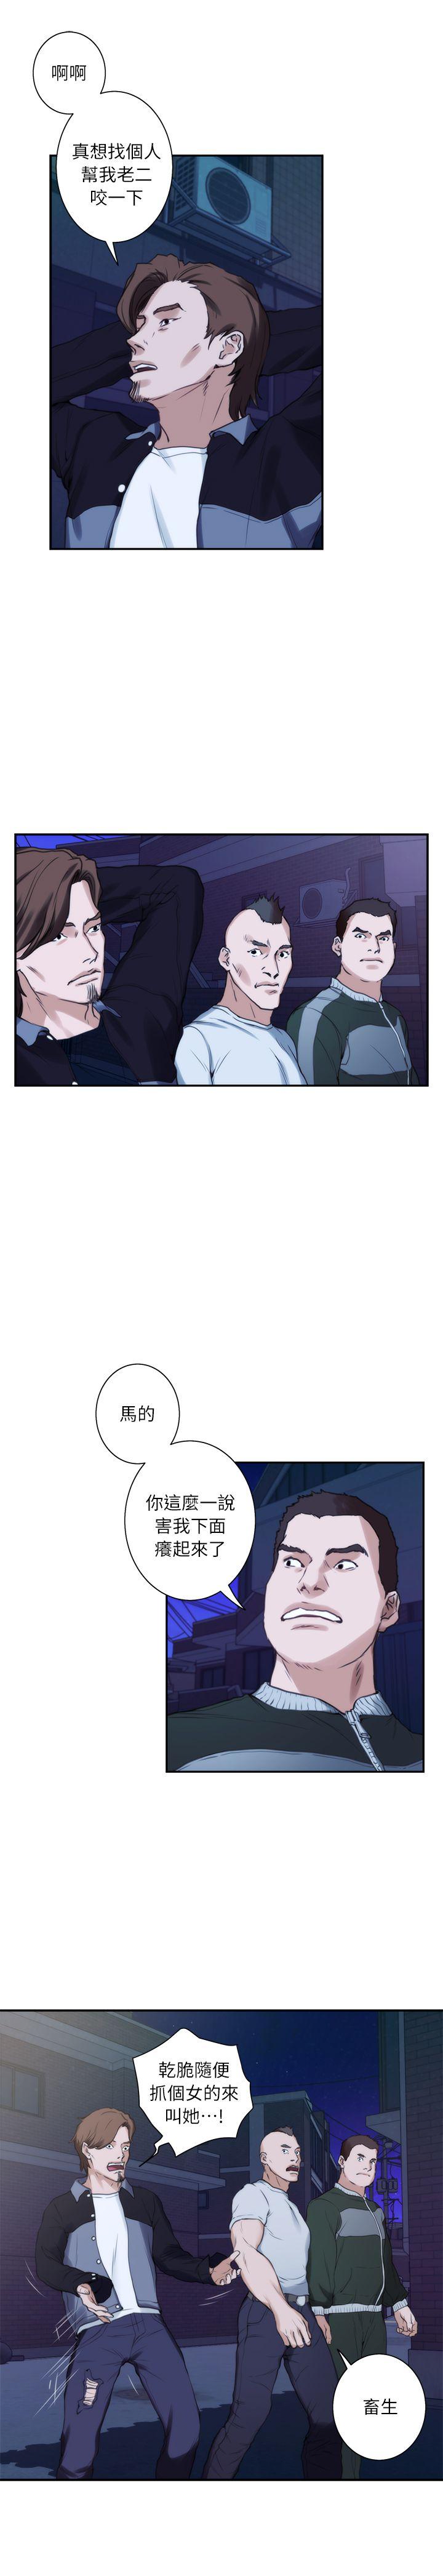 啊啊
真想找個人
幫我老二
咬一下
馬的
你這麼一說
害我下面
癢起來了
乾脆隨便
抓個女的來
叫她…!
畜生